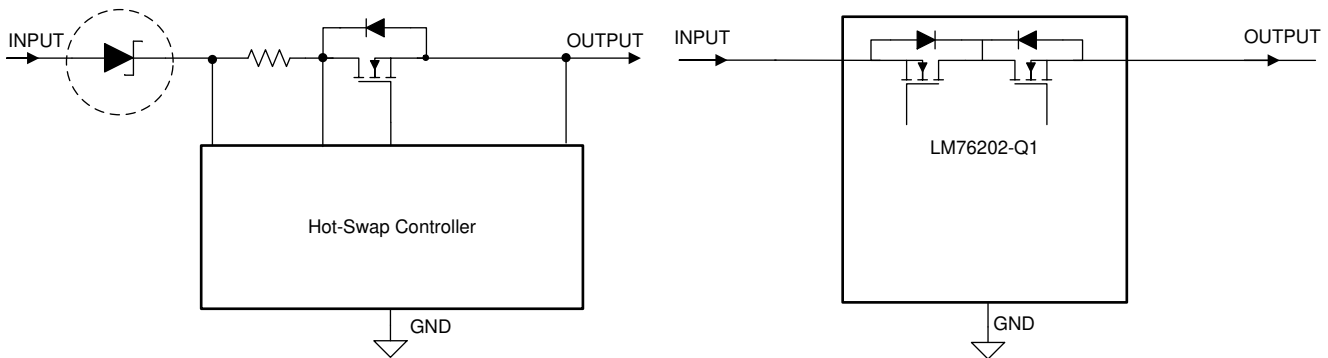 INPUT
OUTPUT
Hot-Swap Controller
GND
INPUT
OUTPUT
LM76202-Q1
GND